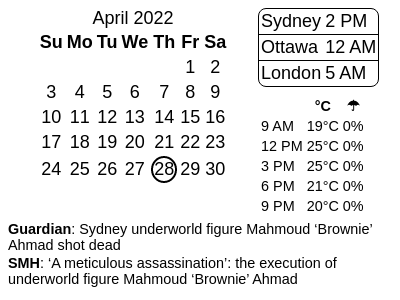 April 2022
Su Mo Tu We Th Fr Sa
1 2
3 4 5 6 7 8 9
10 11 12 13 14 15 16
17 18 19 20 21 22 23
24 25 26 27 28 29 30
Sydney 2 PM
Ottawa 12 AM
London 5 AM
°C ☂
9 AM 19°C 0%
12 PM 25°C 0%
3 PM 25°C 0%
6 PM 21°C 0%
9 PM 20°C 0%
Guardian: Sydney underworld figure Mahmoud ‘Brownie’
Ahmad shot dead
SMH: ‘A meticulous assassination’: the execution of
underworld figure Mahmoud ‘Brownie’ Ahmad